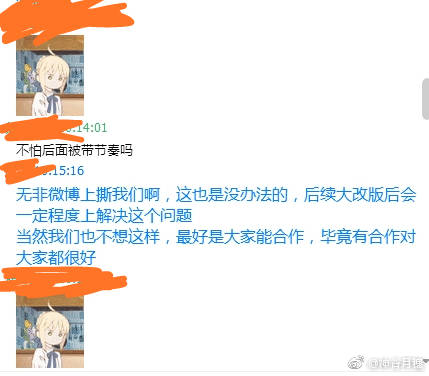 :14:01
不怕后面被带节奏吗
:15:16
无非微博上撕我们啊，这也是没办法的，后续大改版后会
一定程度上解决这个问题
当然我们也不想这样，最好是大家能合作，毕竟有合作对
大家都很好